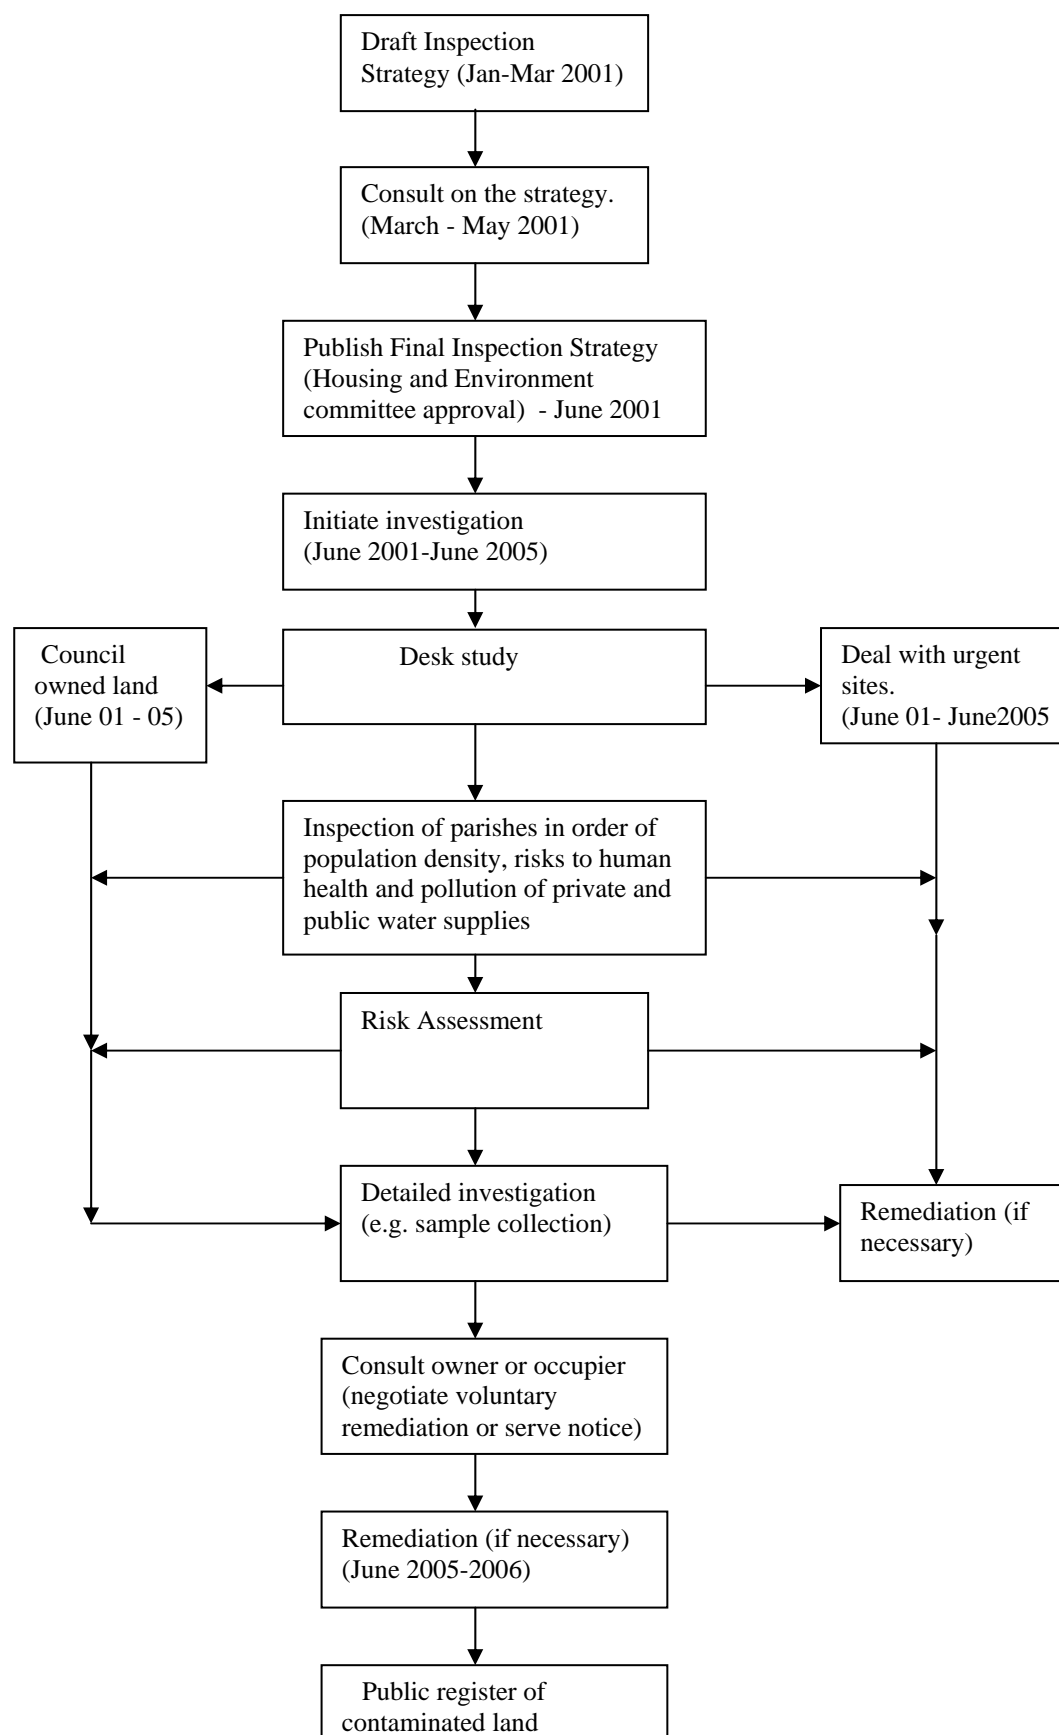 Draft Inspection
Strategy (Jan-Mar 2001)
Consult on the strategy.
(March - May 2001)
Publish Final Inspection Strategy
(Housing and Environment
committee approval)  - June 2001
Initiate investigation
(June 2001-June 2005)
Council
owned land
(June 01 - 05)
Desk study
Deal with urgent
sites.
(June 01- June2005
Inspection of parishes in order of
population density, risks to human
health and pollution of private and
public water supplies
Risk Assessment
Detailed investigation
(e.g. sample collection)
Remediation (if
necessary)
Consult owner or occupier
(negotiate voluntary
remediation or serve notice)
Remediation (if necessary)
(June 2005-2006)
Public register of
contaminated land